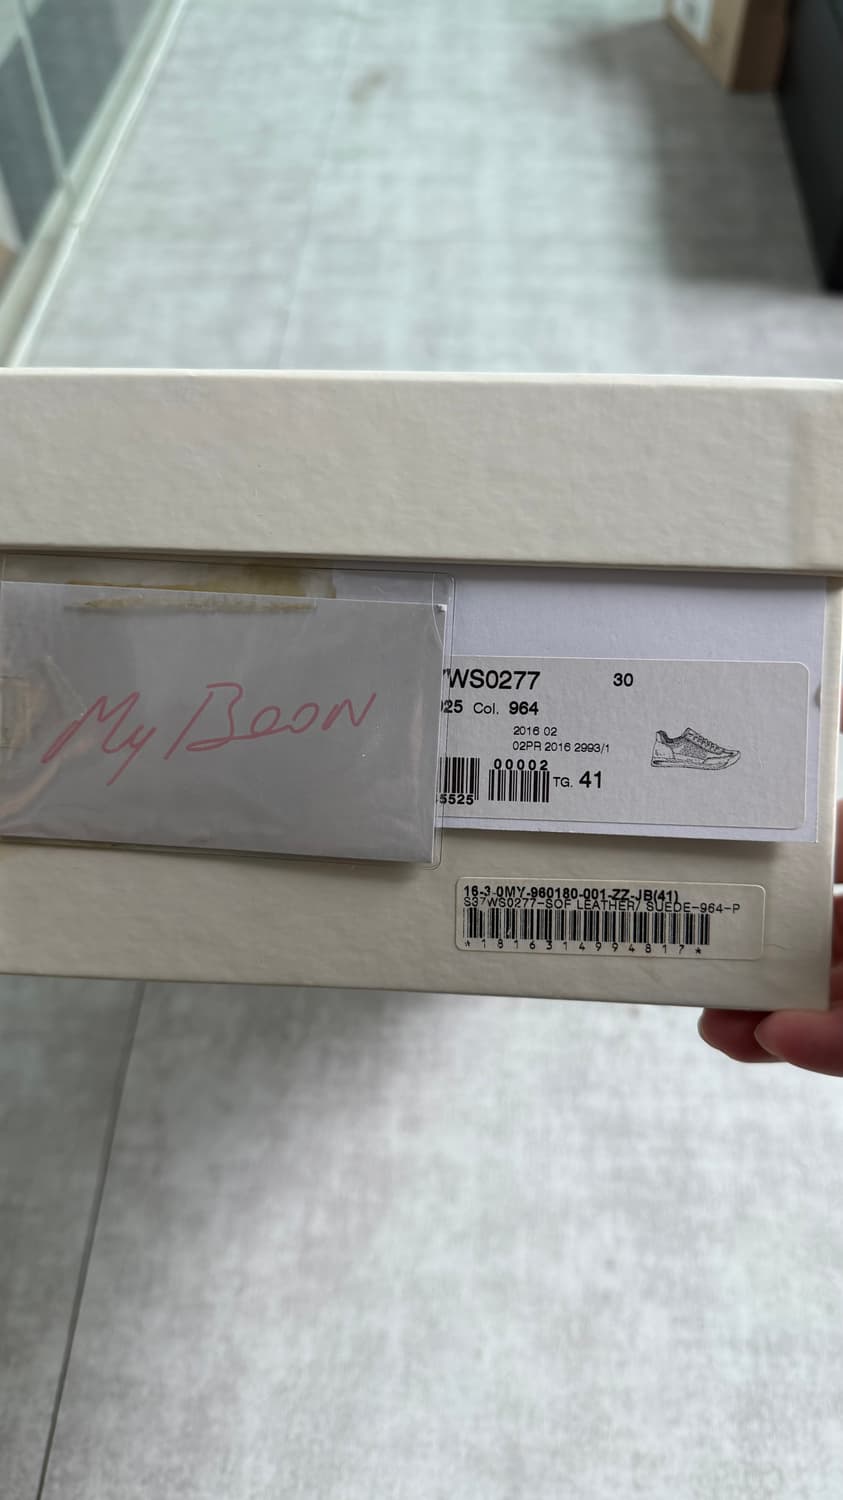 My Boon
7WS0277 30
025 Col. 964
2016 02
02PR 2016 2993/1
00002
5525 TG. 41
16-3-0MY-960180-001-ZZ-JB(41)
S37WS0277-SOF LEATHER/ SUEDE-964-P
*1816314994817*